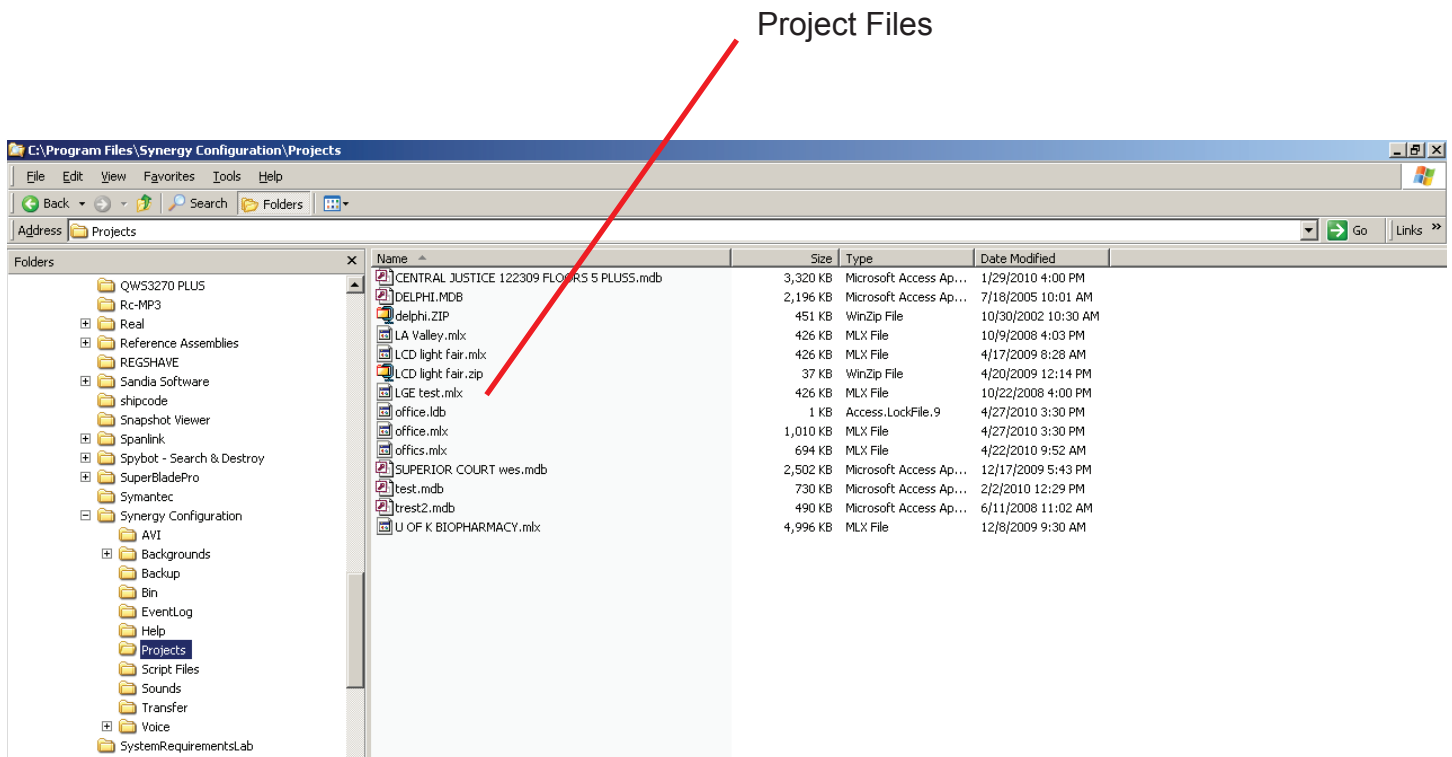 Project Files
C:\Program Files\Synergy Configuration\Projects
File Edit View Favorites Tools Help
Back Search Folders
Address Projects Go Links »
Folders x
QWS3270 PLUS
Rc-MP3
Real
Reference Assemblies
REGSHAVE
Sandia Software
shipcode
Snapshot Viewer
Spanlink
Spybot - Search & Destroy
SuperBladePro
Symantec
Synergy Configuration
AVI
Backgrounds
Backup
Bin
EventLog
Help
Projects
Script Files
Sounds
Transfer
Voice
SystemRequirementsLab
Name Size Type Date Modified
CENTRAL JUSTICE 122309 FLOORS 5 PLUSS.mdb 3,320 KB Microsoft Access Ap... 1/29/2010 4:00 PM
DELPHI.MDB 2,196 KB Microsoft Access Ap... 7/18/2005 10:01 AM
delphi.ZIP 451 KB WinZip File 10/30/2002 10:30 AM
LA Valley.mlx 426 KB MLX File 10/9/2008 4:03 PM
LCD light fair.mlx 426 KB MLX File 4/17/2009 8:28 AM
LCD light fair.zip 37 KB WinZip File 4/20/2009 12:14 PM
LGE test.mlx 426 KB MLX File 10/22/2008 4:00 PM
office.ldb 1 KB Access.LockFile.9 4/27/2010 3:30 PM
office.mlx 1,010 KB MLX File 4/27/2010 3:30 PM
offics.mlx 694 KB MLX File 4/22/2010 9:52 AM
SUPERIOR COURT wes.mdb 2,502 KB Microsoft Access Ap... 12/17/2009 5:43 PM
test.mdb 730 KB Microsoft Access Ap... 2/2/2010 12:29 PM
trest2.mdb 490 KB Microsoft Access Ap... 6/11/2008 11:02 AM
U OF K BIOPHARMACY.mlx 4,996 KB MLX File 12/8/2009 9:30 AM